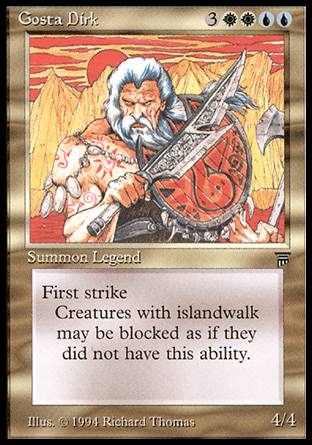 Gosta Dirk 3
Summon Legend
First strike
Creatures with islandwalk
may be blocked as if they
did not have this ability.
Illus. © 1994 Richard Thomas 4/4